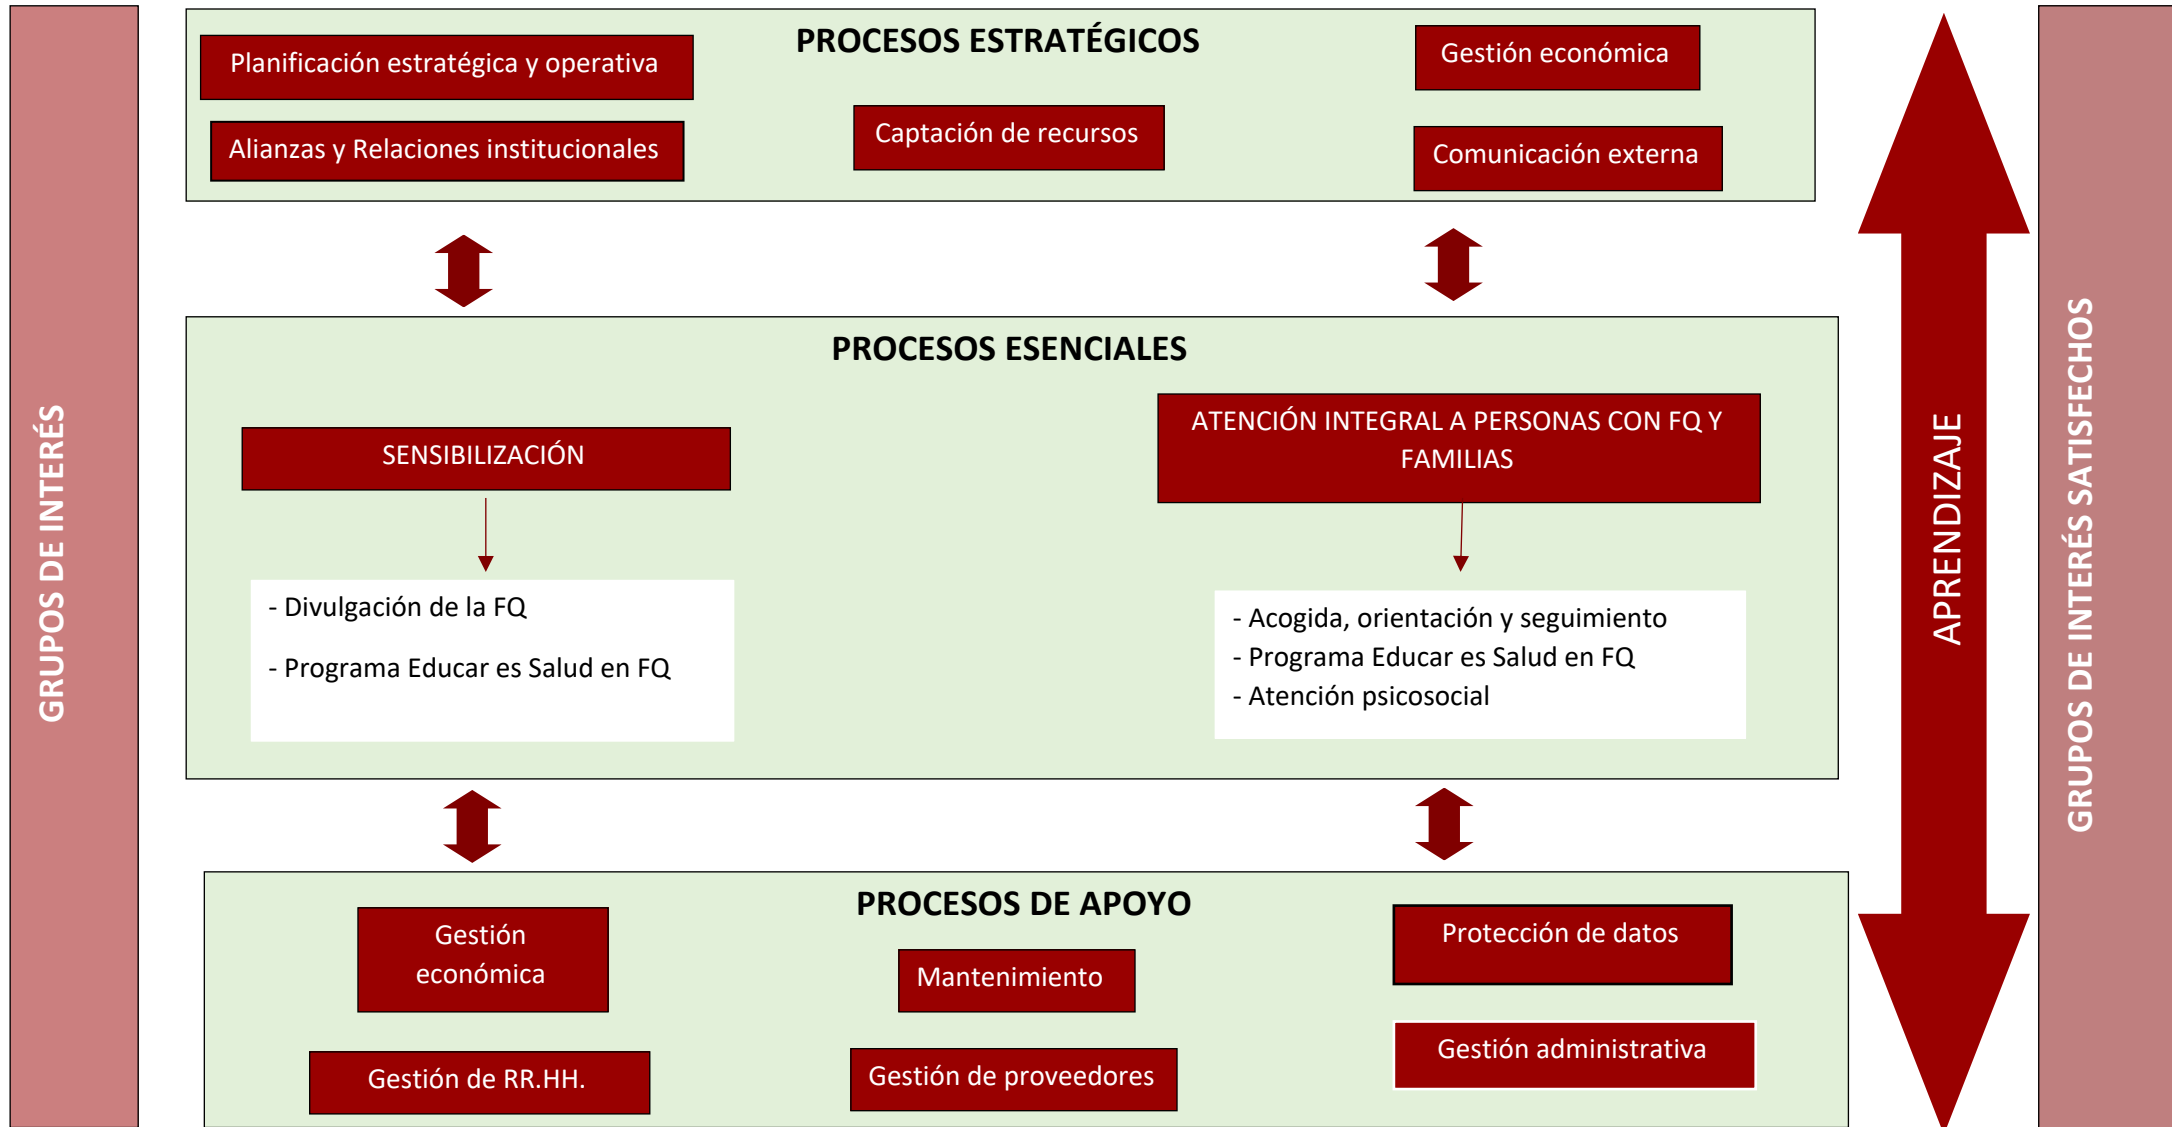 GRUPOS DE INTERÉS
PROCESOS ESTRATÉGICOS
Planificación estratégica y operativa
Alianzas y Relaciones institucionales
Captación de recursos
Gestión económica
Comunicación externa
PROCESOS ESENCIALES
SENSIBILIZACIÓN
- Divulgación de la FQ
- Programa Educar es Salud en FQ
ATENCIÓN INTEGRAL A PERSONAS CON FQ Y
FAMILIAS
- Acogida, orientación y seguimiento
- Programa Educar es Salud en FQ
- Atención psicosocial
PROCESOS DE APOYO
Gestión
económica
Gestión de RR.HH.
Mantenimiento
Gestión de proveedores
Protección de datos
Gestión administrativa
APRENDIZAJE
GRUPOS DE INTERÉS SATISFECHOS